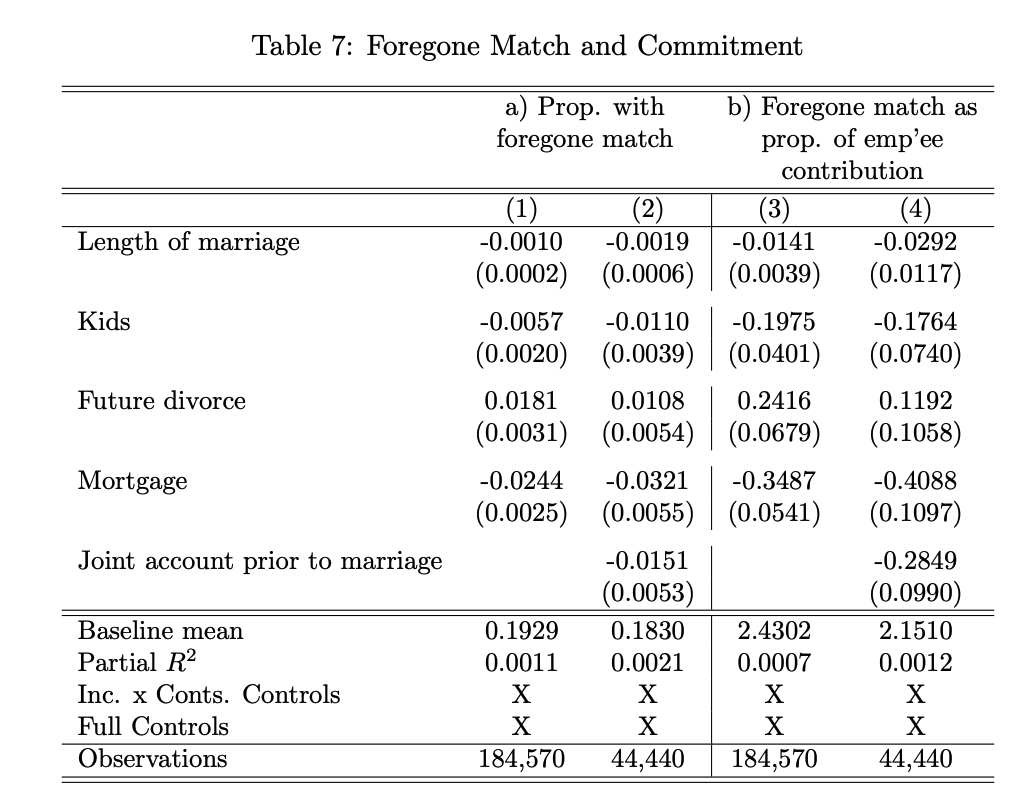 Table 7: Foregone Match and Commitment
a) Prop. with foregone match b) Foregone match as prop. of emp'ee contribution
(1) (2) (3) (4)
Length of marriage -0.0010 -0.0019 -0.0141 -0.0292
(0.0002) (0.0006) (0.0039) (0.0117)
Kids -0.0057 -0.0110 -0.1975 -0.1764
(0.0020) (0.0039) (0.0401) (0.0740)
Future divorce 0.0181 0.0108 0.2416 0.1192
(0.0031) (0.0054) (0.0679) (0.1058)
Mortgage -0.0244 -0.0321 -0.3487 -0.4088
(0.0025) (0.0055) (0.0541) (0.1097)
Joint account prior to marriage -0.0151 -0.2849
(0.0053) (0.0990)
Baseline mean 0.1929 0.1830 2.4302 2.1510
Partial R² 0.0011 0.0021 0.0007 0.0012
Inc. x Conts. Controls X X X X
Full Controls X X X X
Observations 184,570 44,440 184,570 44,440